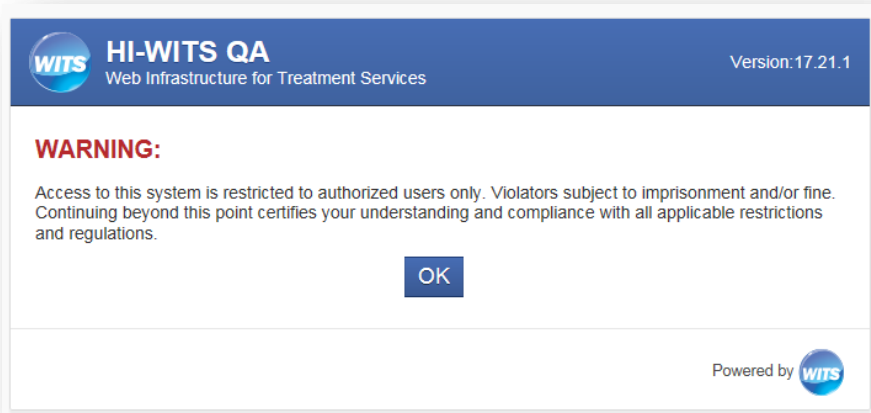 WITS
HI-WITS QA
Web Infrastructure for Treatment Services
Version:17.21.1
WARNING:
Access to this system is restricted to authorized users only. Violators subject to imprisonment and/or fine.
Continuing beyond this point certifies your understanding and compliance with all applicable restrictions
and regulations.
OK
Powered by WITS